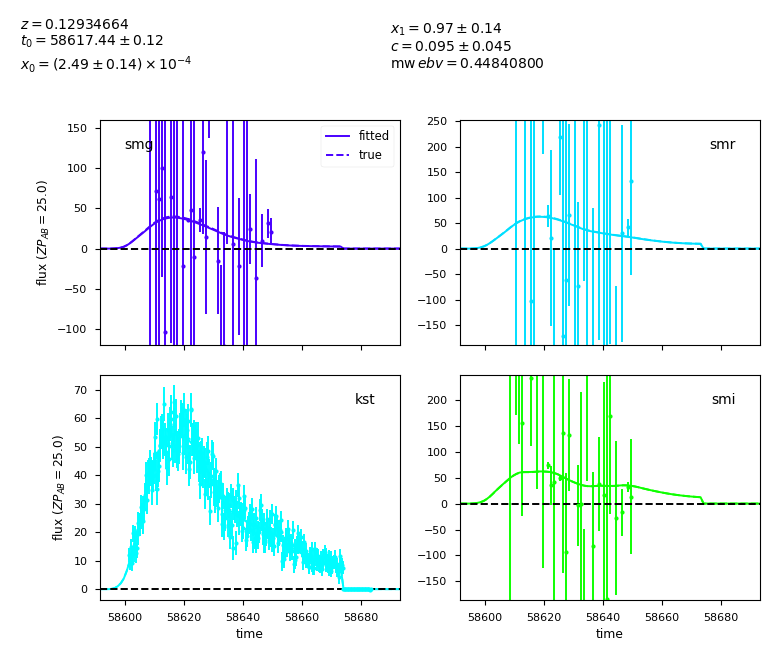 z = 0.12934664
t₀ = 58617.44 ± 0.12
x₀ = (2.49 ± 0.14) × 10⁻⁴
x₁ = 0.97 ± 0.14
c = 0.095 ± 0.045
mw ebv = 0.44840800
smg
fitted
true
150
100
50
0
−50
−100
flux (ZP_AB = 25.0)
smr
250
200
150
100
50
0
−50
−100
−150
kst
70
60
50
40
30
20
10
0
flux (ZP_AB = 25.0)
58600 58620 58640 58660 58680
time
smi
200
150
100
50
0
−50
−100
−150
58600 58620 58640 58660 58680
time